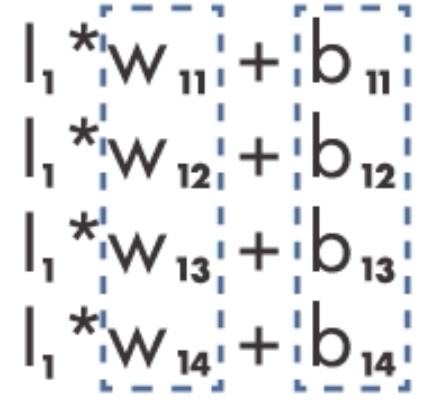 I₁ * w₁₁ + b₁₁
I₁ * w₁₂ + b₁₂
I₁ * w₁₃ + b₁₃
I₁ * w₁₄ + b₁₄